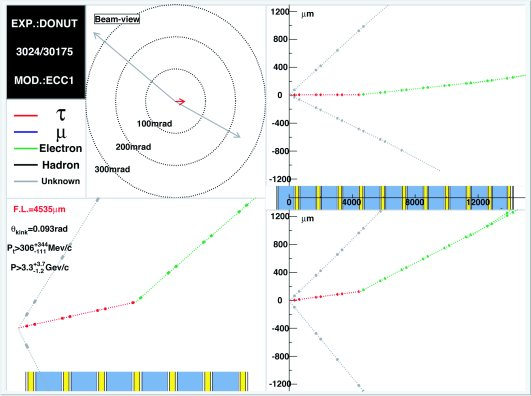 EXP.:DONUT
3024/30175
MOD.:ECC1
Beam-view
100mrad
200mrad
300mrad
τ
μ
Electron
Hadron
Unknown
F.L.=4535μm
θkink=0.093rad
Pt>306+344-111Mev/c
P>3.3+3.7-1.2Gev/c
μm
1200
800
400
0
-400
-800
-1200
0 4000 8000 12000
μm
1200
800
400
0
-400
-800
-1200